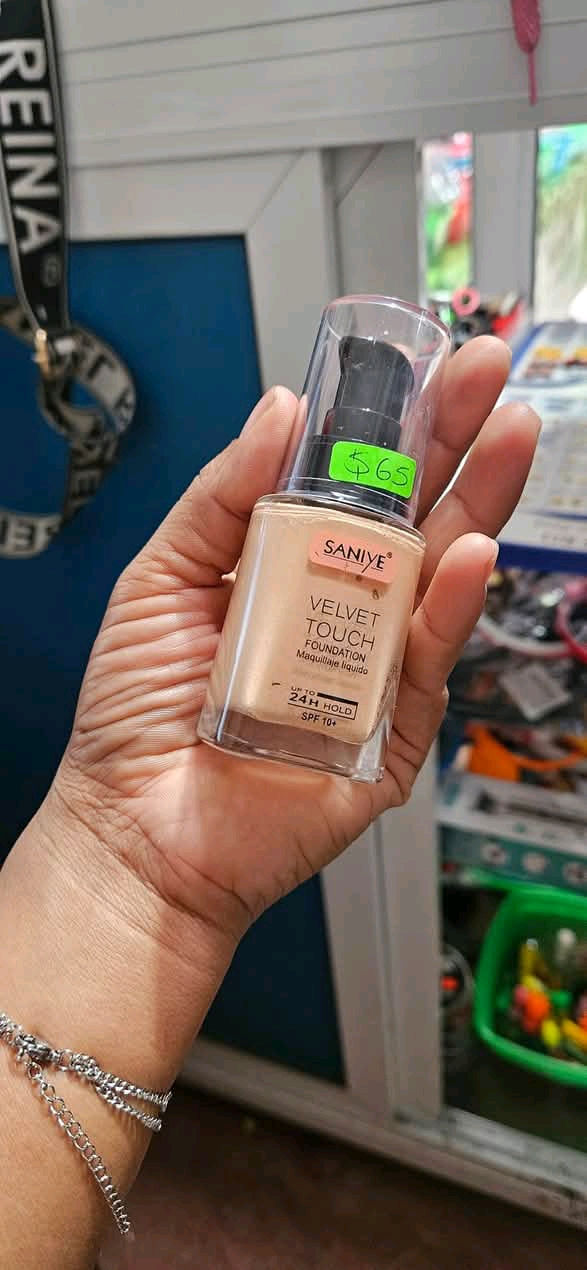 REINA
$65
SANIYE®
VELVET
TOUCH
FOUNDATION
Maquillaje líquido
UP TO
24H HOLD
SPF 10+